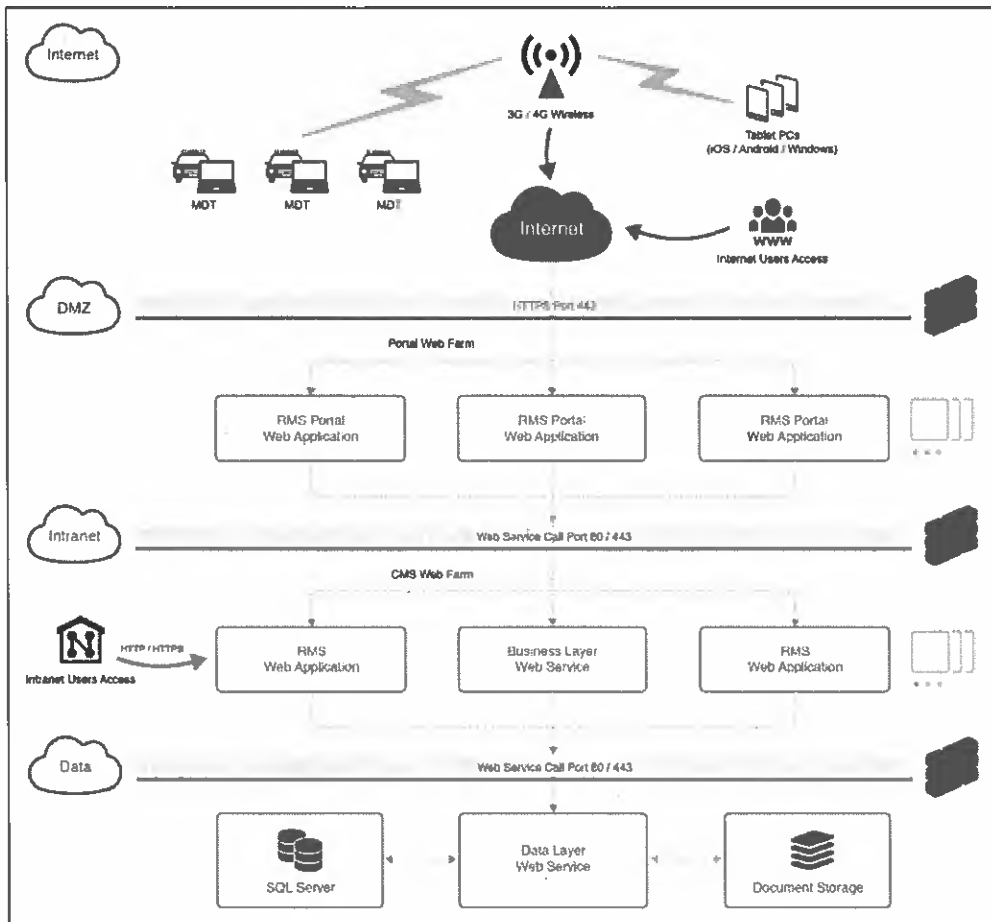 Internet
3G / 4G Wireless
Tablet PCs
(iOS / Android / Windows)
MDT
MDT
MDT
Internet
WWW
Internet Users Access
DMZ
HTTPS Port 443
Portal Web Farm
RMS Portal
Web Application
RMS Portal
Web Application
RMS Portal
Web Application
Intranet
Web Service Call Port 80 / 443
CMS Web Farm
HTTP / HTTPS
Intranet Users Access
RMS
Web Application
Business Layer
Web Service
RMS
Web Application
Data
Web Service Call Port 80 / 443
SQL Server
Data Layer
Web Service
Document Storage